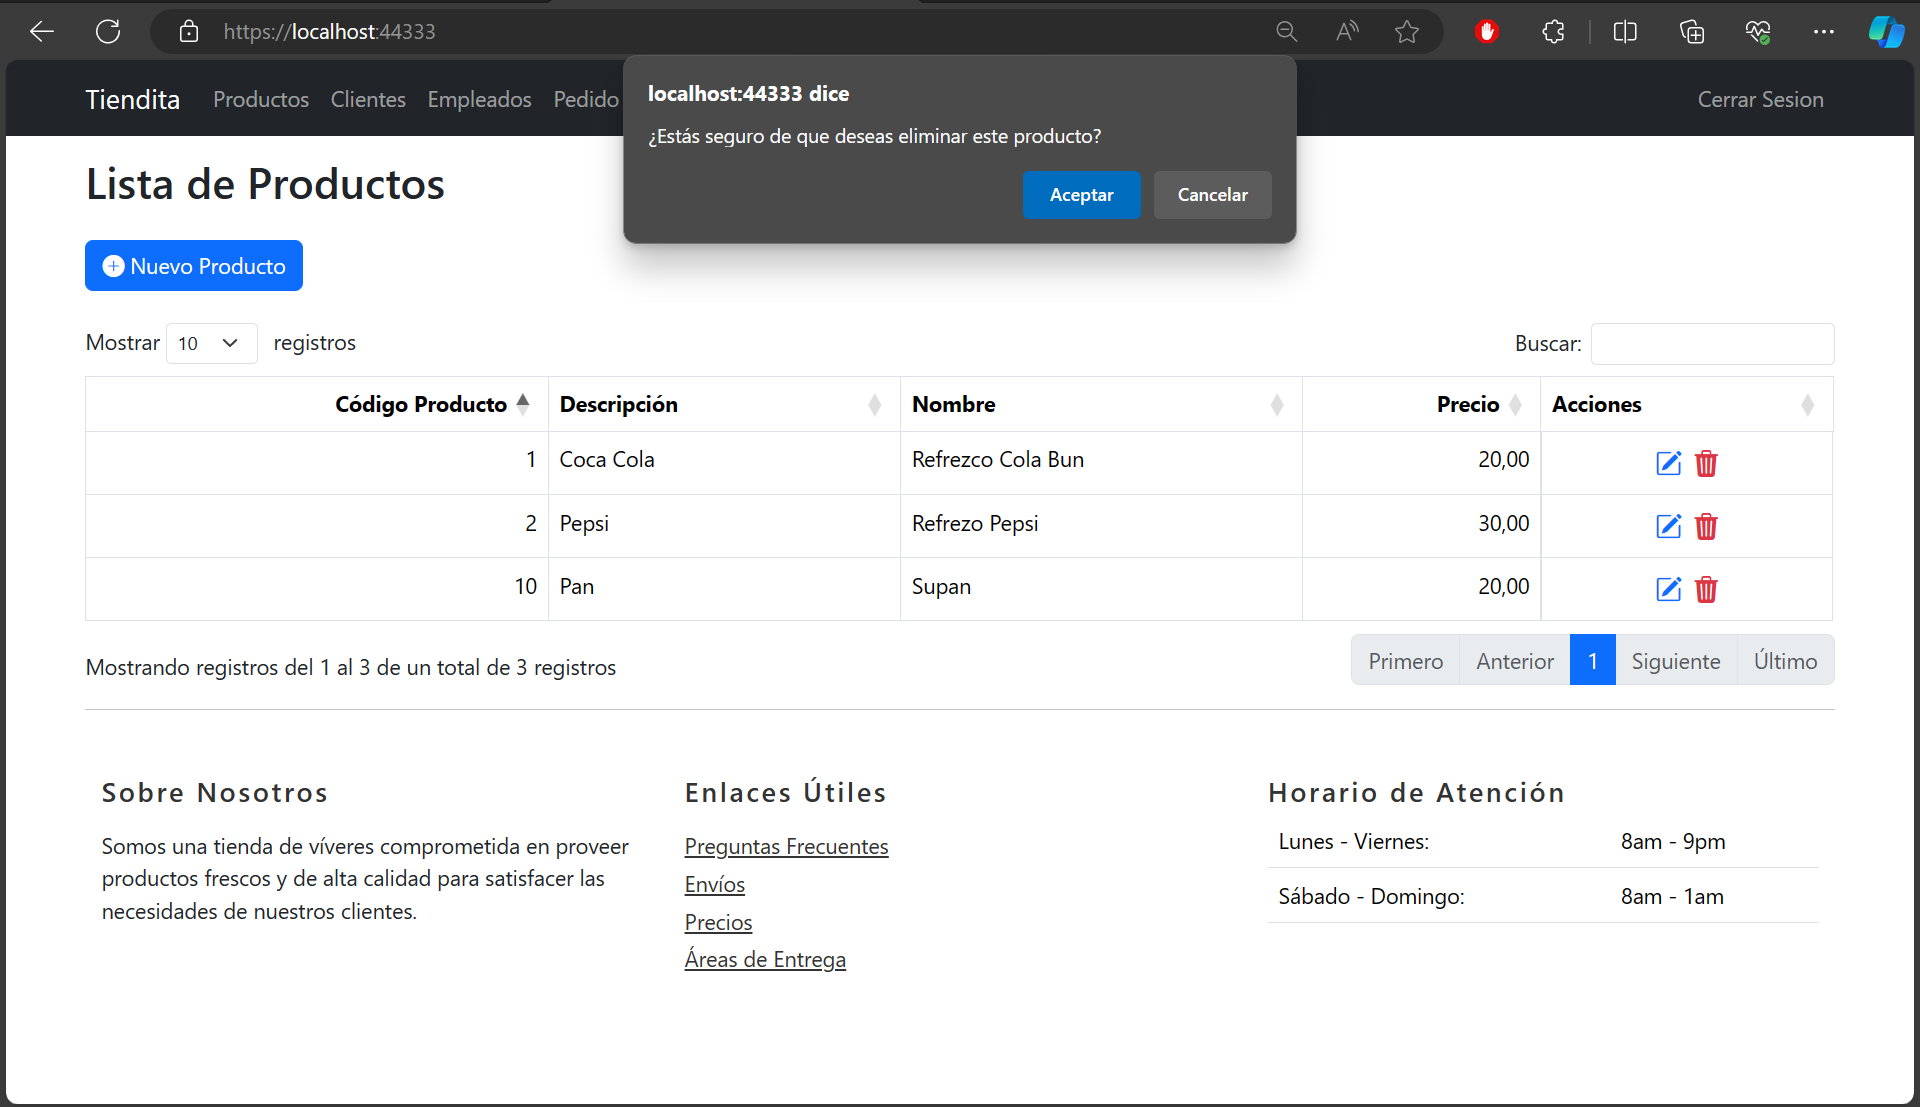 https://localhost:44333
Tiendita Productos Clientes Empleados Pedido Cerrar Sesion
localhost:44333 dice
¿Estás seguro de que deseas eliminar este producto?
Aceptar Cancelar
Lista de Productos
Nuevo Producto
Mostrar 10 registros Buscar:
Código Producto Descripción Nombre Precio Acciones
1 Coca Cola Refrezco Cola Bun 20,00
2 Pepsi Refrezo Pepsi 30,00
10 Pan Supan 20,00
Mostrando registros del 1 al 3 de un total de 3 registros
Primero Anterior 1 Siguiente Último
Sobre Nosotros
Somos una tienda de víveres comprometida en proveer
productos frescos y de alta calidad para satisfacer las
necesidades de nuestros clientes.
Enlaces Útiles
Preguntas Frecuentes
Envíos
Precios
Áreas de Entrega
Horario de Atención
Lunes - Viernes: 8am - 9pm
Sábado - Domingo: 8am - 1am